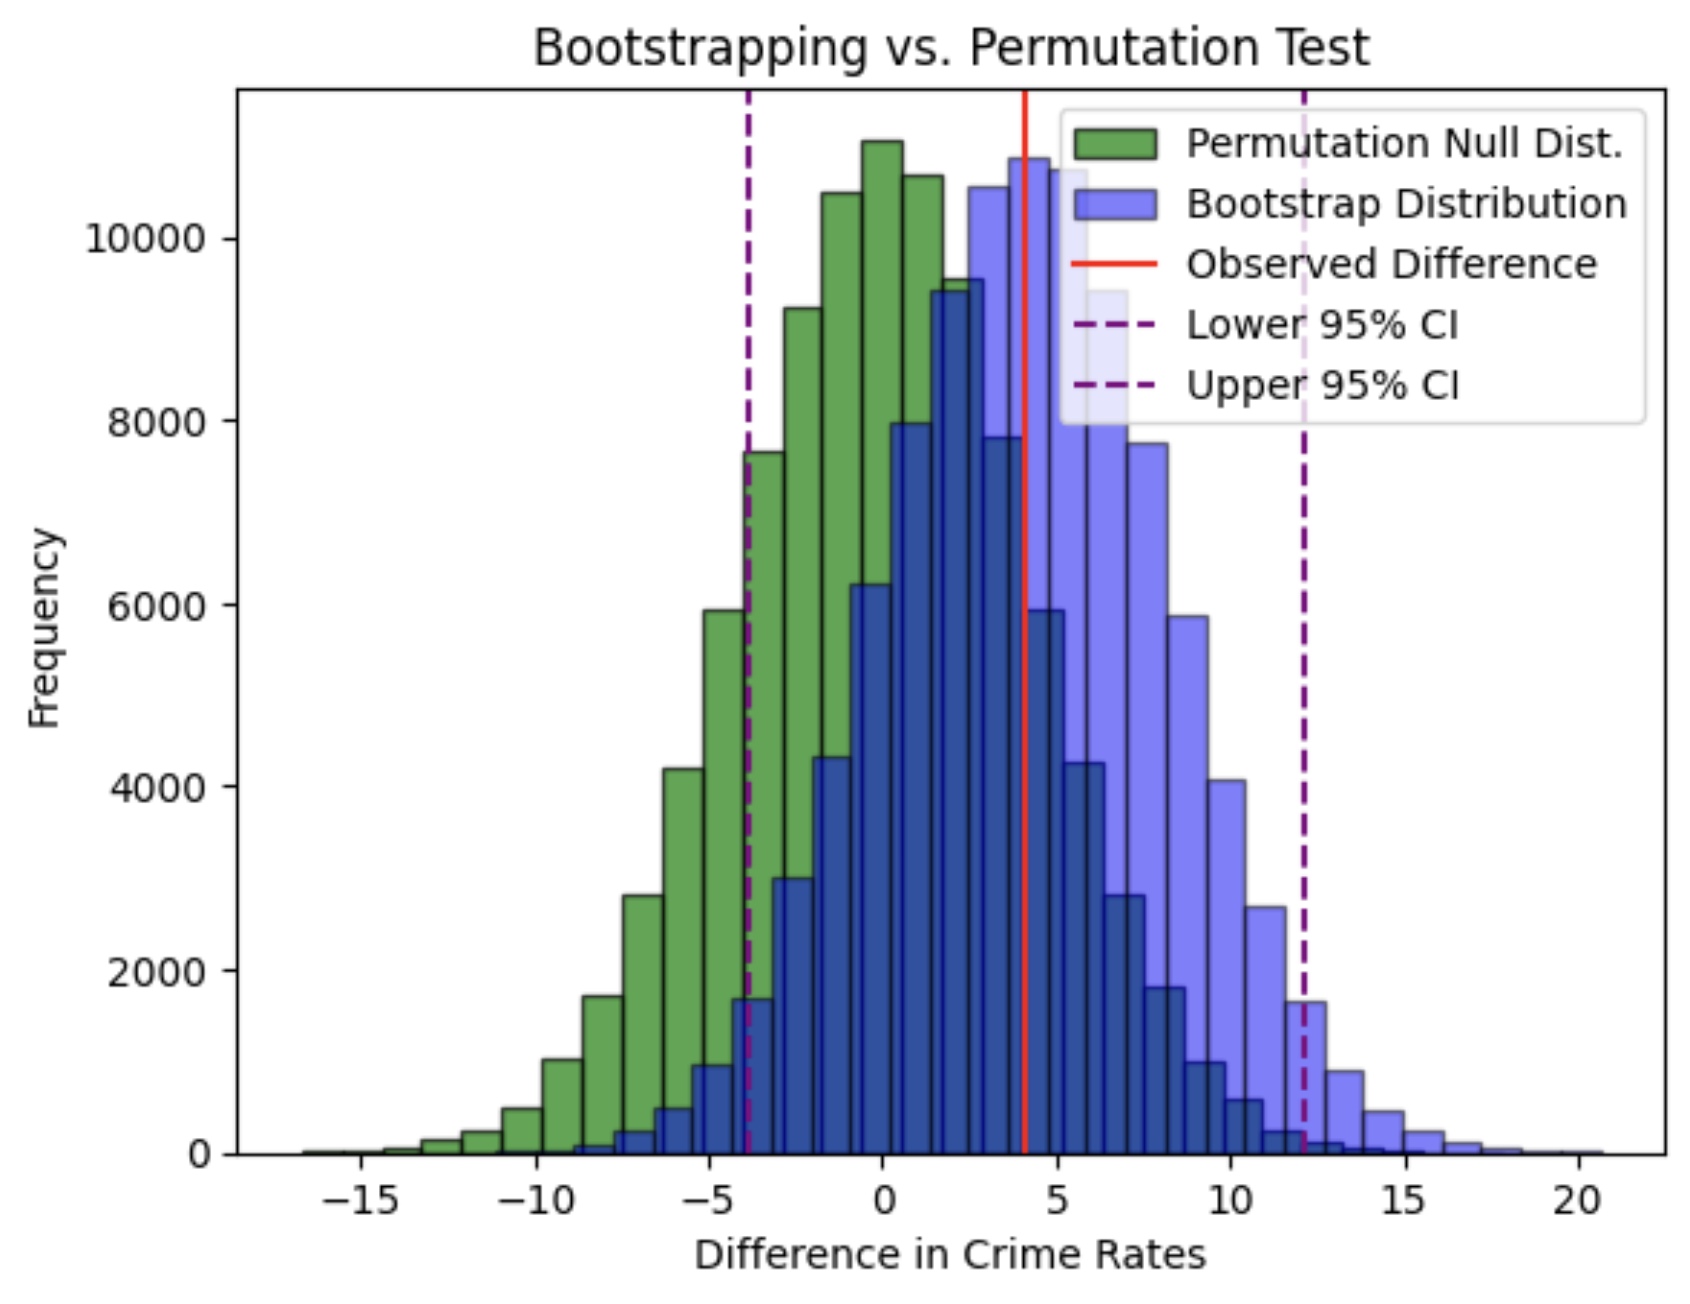 Bootstrapping vs. Permutation Test
Permutation Null Dist.
Bootstrap Distribution
Observed Difference
Lower 95% CI
Upper 95% CI
10000
8000
6000
4000
2000
0
Frequency
−15
−10
−5
0
5
10
15
20
Difference in Crime Rates